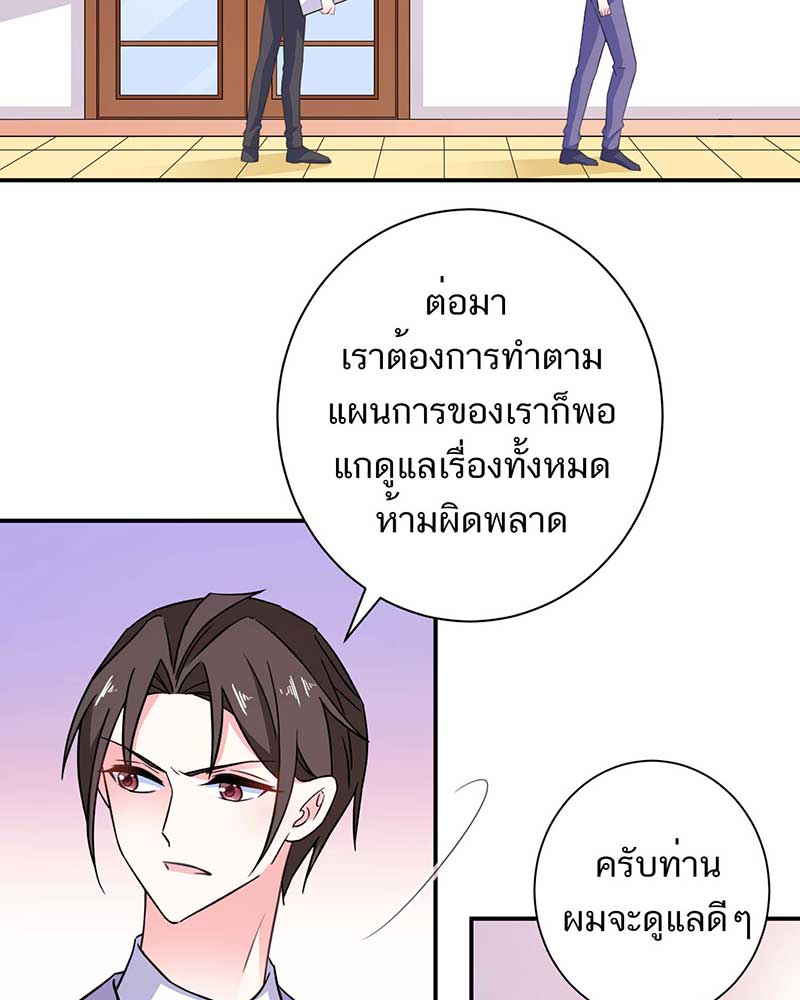 ต่อมา
เราต้องการทำตาม
แผนการของเราก็พอ
แกดูแลเรื่องทั้งหมด
ห้ามผิดพลาด
ครับท่าน
ผมจะดูแลดีๆ